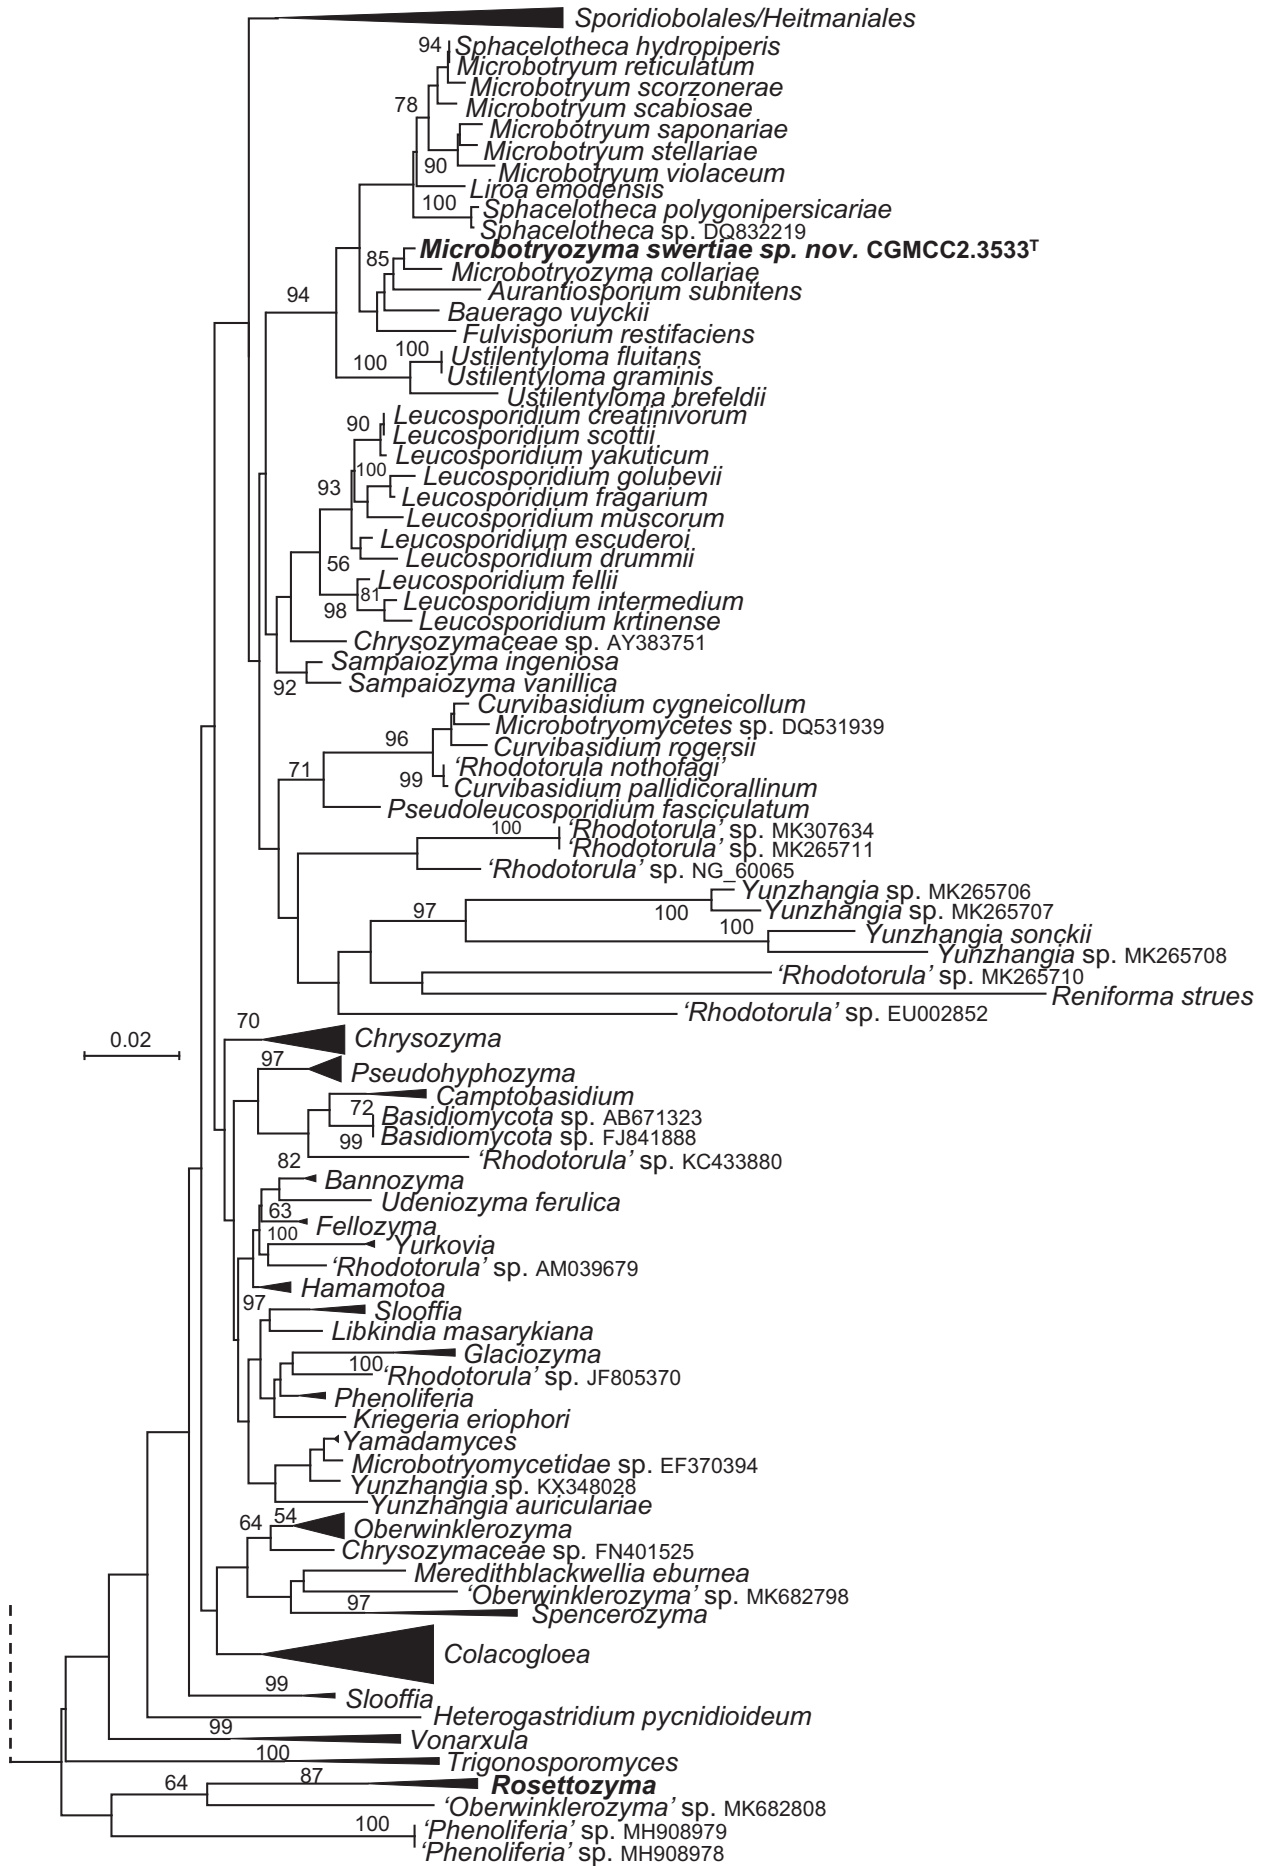 Sporidiobolales/Heitmaniales
94 Sphacelotheca hydropiperis
Microbotryum reticulatum
Microbotryum scorzonerae
78 Microbotryum scabiosae
Microbotryum saponariae
Microbotryum stellariae
90 Microbotryum violaceum
Liroa emodensis
100 Sphacelotheca polygonipersicariae
Sphacelotheca sp. DQ832219
Microbotryozyma swertiae sp. nov. CGMCC2.3533ᵀ
85 Microbotryozyma collariae
Aurantiosporium subnitens
94 Bauerago vuyckii
Fulvisporium restifaciens
100 Ustilentyloma fluitans
100 Ustilentyloma graminis
Ustilentyloma brefeldii
Leucosporidium creatinivorum
90 Leucosporidium scottii
Leucosporidium yakuticum
100 Leucosporidium golubevii
93 Leucosporidium fragarium
Leucosporidium muscorum
Leucosporidium escuderoi
56 Leucosporidium drummii
Leucosporidium fellii
81 Leucosporidium intermedium
98 Leucosporidium krtinense
Chrysozymaceae sp. AY383751
Sampaiozyma ingeniosa
92 Sampaiozyma vanillica
Curvibasidium cygneicollum
Microbotryomycetes sp. DQ531939
96 Curvibasidium rogersii
71 ‘Rhodotorula nothofagi’
99 Curvibasidium pallidicorallinum
Pseudoleucosporidium fasciculatum
100 ‘Rhodotorula’ sp. MK307634
‘Rhodotorula’ sp. MK265711
‘Rhodotorula’ sp. NG_60065
Yunzhangia sp. MK265706
97 100 Yunzhangia sp. MK265707
100 Yunzhangia sonckii
Yunzhangia sp. MK265708
‘Rhodotorula’ sp. MK265710
Reniforma strues
‘Rhodotorula’ sp. EU002852
70 Chrysozyma
0.02
97 Pseudohyphozyma
Camptobasidium
72 Basidiomycota sp. AB671323
99 Basidiomycota sp. FJ841888
‘Rhodotorula’ sp. KC433880
82 Bannozyma
Udeniozyma ferulica
63 Fellozyma
100 Yurkovia
‘Rhodotorula’ sp. AM039679
Hamamotoa
97 Slooffia
Libkindia masarykiana
Glaciozyma
100 ‘Rhodotorula’ sp. JF805370
Phenoliferia
Kriegeria eriophori
Yamadamyces
Microbotryomycetidae sp. EF370394
Yunzhangia sp. KX348028
Yunzhangia auriculariae
64 54 Oberwinklerozyma
Chrysozymaceae sp. FN401525
Meredithblackwellia eburnea
‘Oberwinklerozyma’ sp. MK682798
97 Spencerozyma
Colacogloea
99 Slooffia
Heterogastridium pycnidioideum
99 Vonarxula
100 Trigonosporomyces
64 87 Rosettozyma
‘Oberwinklerozyma’ sp. MK682808
100 ‘Phenoliferia’ sp. MH908979
‘Phenoliferia’ sp. MH908978